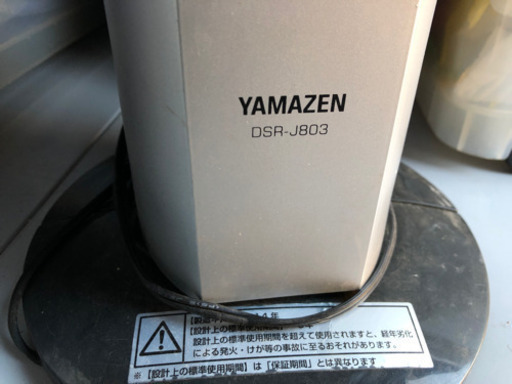 YAMAZEN
DSR-J803
【設計上の標準使用期間】
【設計上の標準使用期間を超えて使用されますと、経年劣化
による発火・けが等の事故に至るおそれがあります。
※【設計上の標準使用期間】は「保証期間」とは異なります